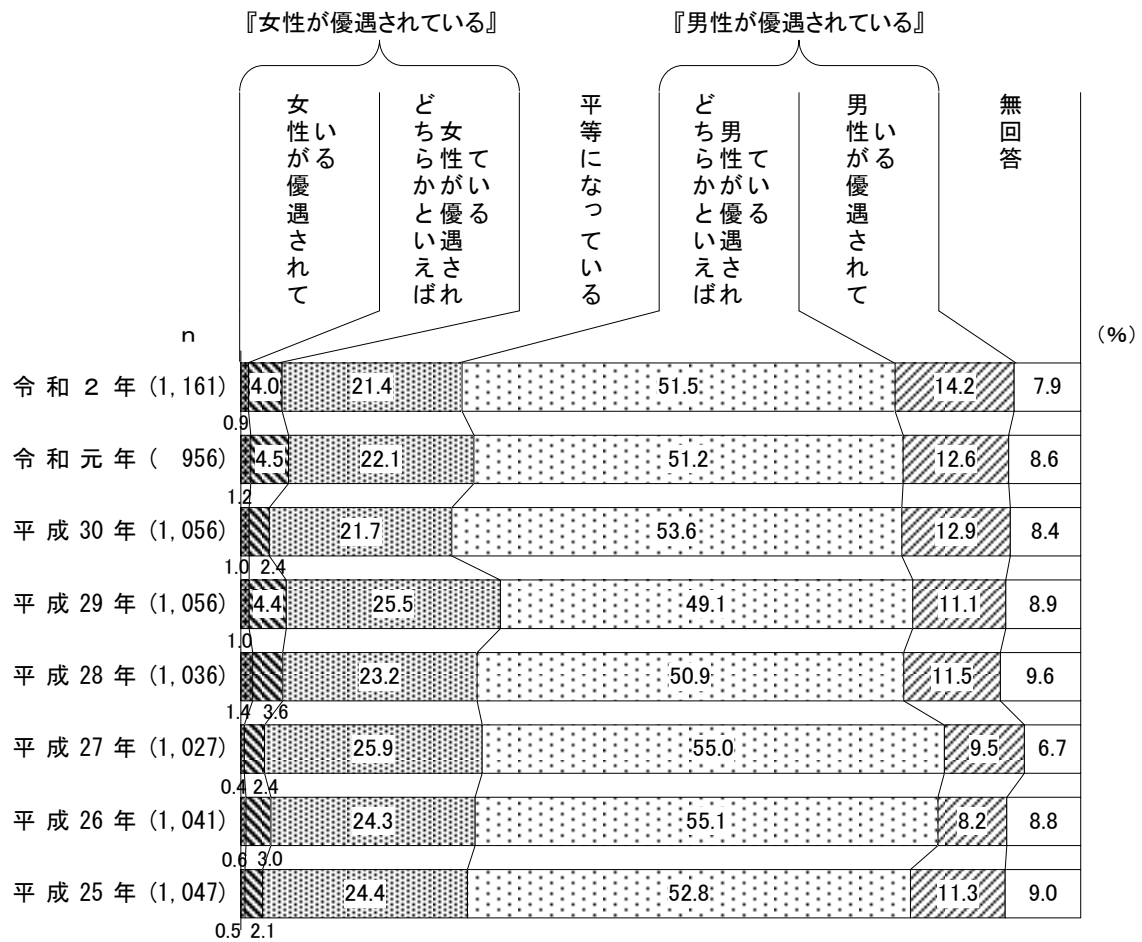 『女性が優遇されている』
『男性が優遇されている』
女性が優遇されて
いる
どちらかといえば
女性が優遇され
ている
平等になっている
どちらかといえば
男性が優遇され
ている
男性が優遇されて
いる
無回答
n
(%)
令和２年 (1,161) 4.0 21.4 51.5 14.2 7.9
0.9
令和元年 (  956) 4.5 22.1 51.2 12.6 8.6
1.2
平成30年 (1,056) 21.7 53.6 12.9 8.4
1.0 2.4
平成29年 (1,056) 4.4 25.5 49.1 11.1 8.9
1.0
平成28年 (1,036) 23.2 50.9 11.5 9.6
1.4 3.6
平成27年 (1,027) 25.9 55.0 9.5 6.7
0.4 2.4
平成26年 (1,041) 24.3 55.1 8.2 8.8
0.6 3.0
平成25年 (1,047) 24.4 52.8 11.3 9.0
0.5 2.1